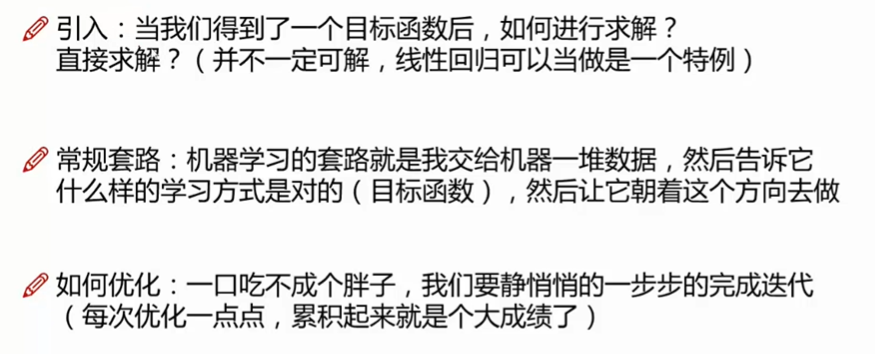 引入：当我们得到了一个目标函数后，如何进行求解？
直接求解？（并不一定可解，线性回归可以当做是一个特例）
常规套路：机器学习的套路就是我交给机器一堆数据，然后告诉它
什么样的学习方式是对的（目标函数），然后让它朝着这个方向去做
如何优化：一口吃不成个胖子，我们要静悄悄的一步步的完成迭代
（每次优化一点点，累积起来就是个大成绩了）